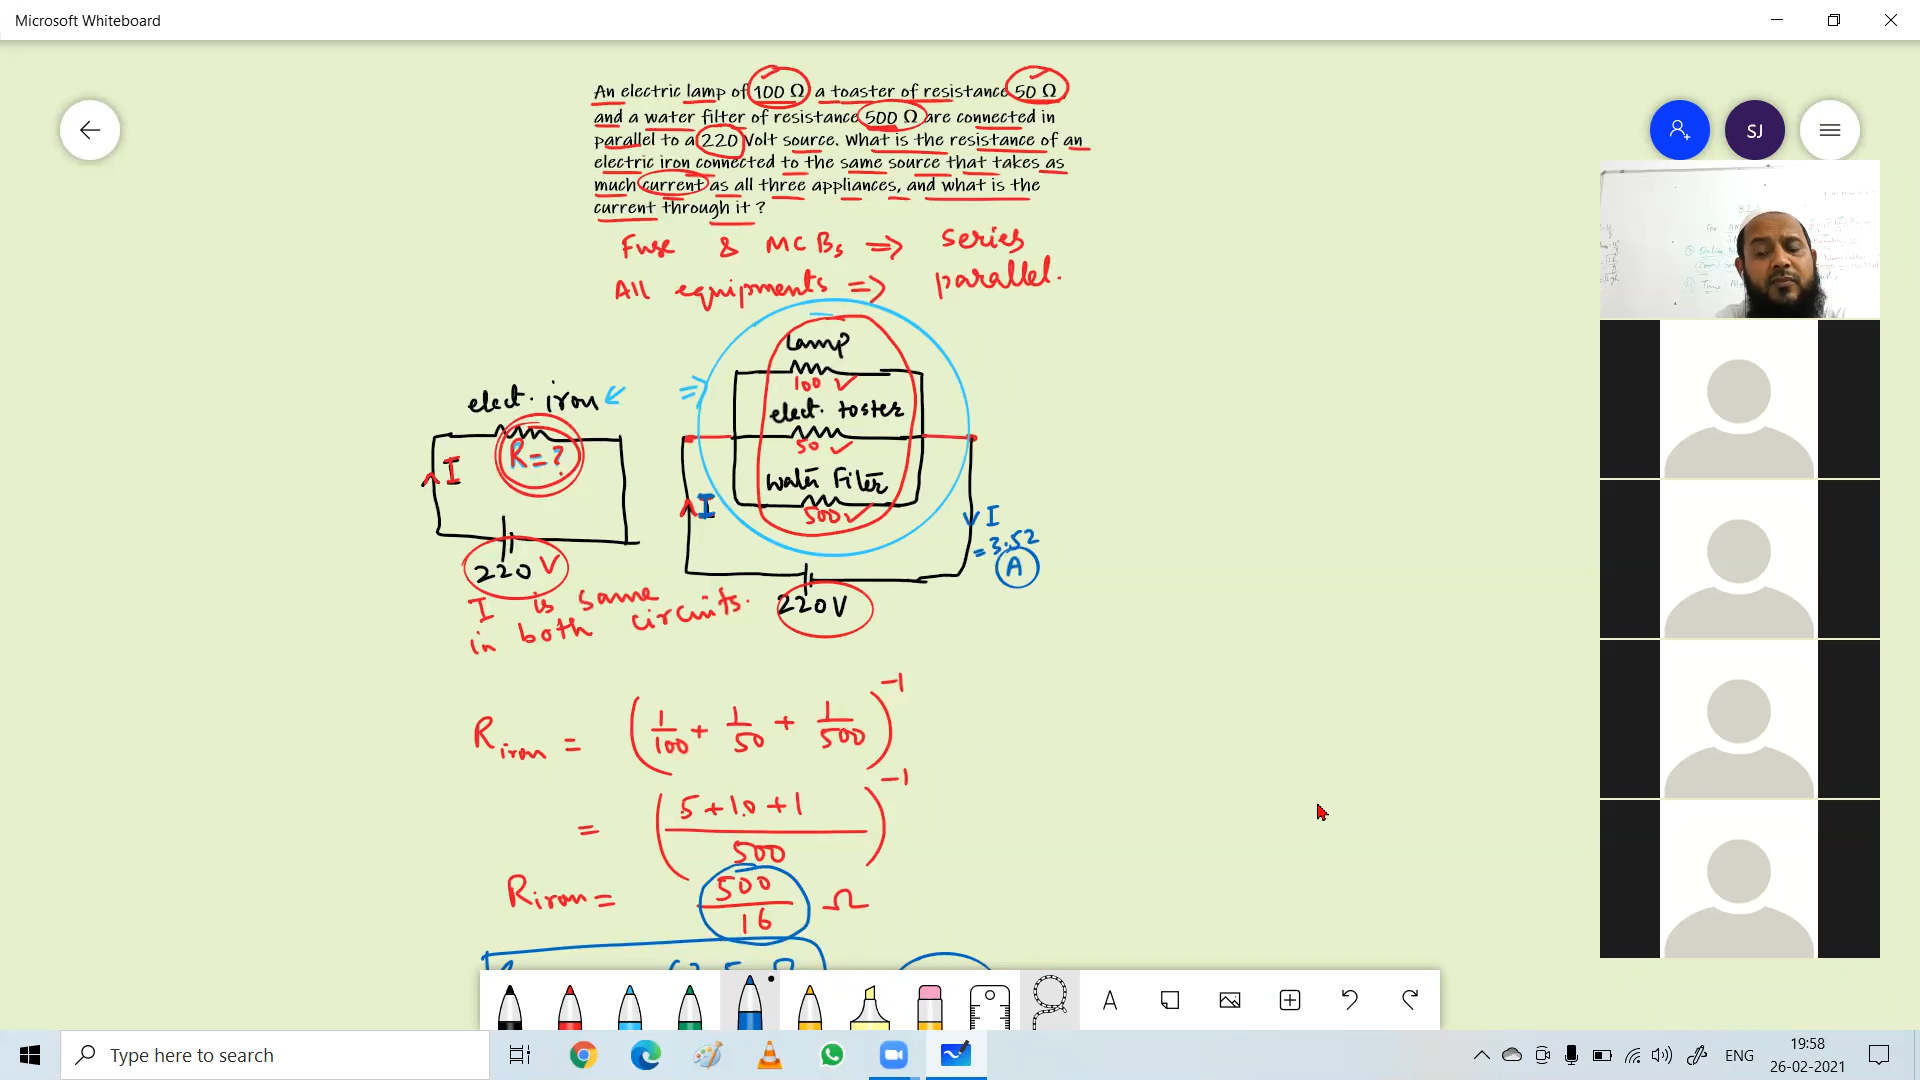 Microsoft Whiteboard
An electric lamp of 100 Ω a toaster of resistance 50 Ω
and a water filter of resistance 500 Ω are connected in
parallel to a 220 Volt source. What is the resistance of an
electric iron connected to the same source that takes as
much current as all three appliances, and what is the
current through it ?
SJ
Fuse & MCBs => series
All equipments => parallel.
lamp
100
elect. iron
=>
elect. toster
R=?
50
I
water Filter
I
500
I
= 3.52
A
220 V
220V
I is same
in both circuits.
R iron = (1/100 + 1/50 + 1/500)^-1
= (5+10+1 / 500)^-1
R iron = 500/16 Ω
Type here to search
ENG
19:58
26-02-2021